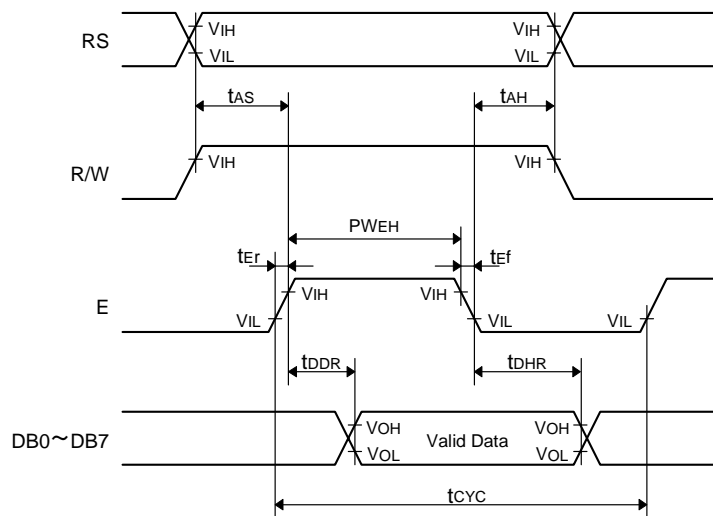 RS
VIH
VIH
VIL
VIL
tAS
tAH
R/W
VIH
VIH
PWEH
tEr
tEf
E
VIH
VIH
VIL
VIL
VIL
tDDR
tDHR
DB0～DB7
VOH
VOH
VOL
Valid Data
VOL
tCYC